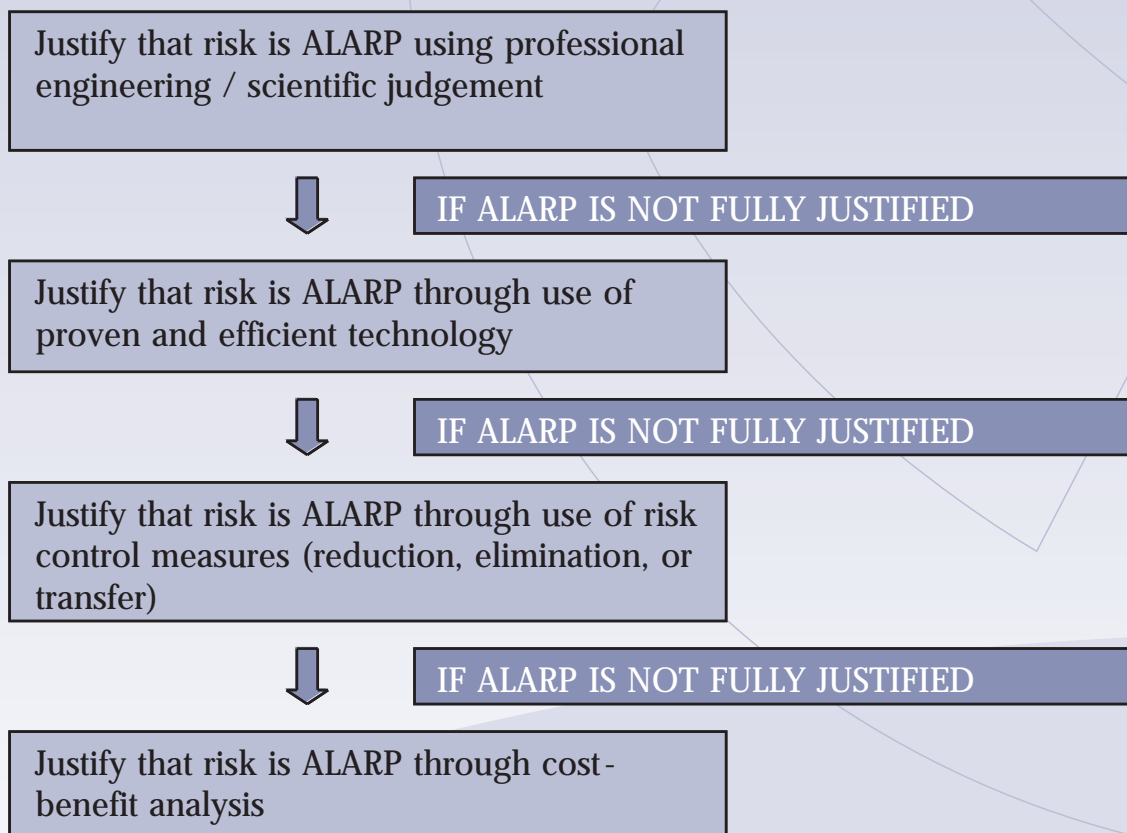 Justify that risk is ALARP using professional
engineering / scientific judgement
IF ALARP IS NOT FULLY JUSTIFIED
Justify that risk is ALARP through use of
proven and efficient technology
IF ALARP IS NOT FULLY JUSTIFIED
Justify that risk is ALARP through use of risk
control measures (reduction, elimination, or
transfer)
IF ALARP IS NOT FULLY JUSTIFIED
Justify that risk is ALARP through cost-
benefit analysis